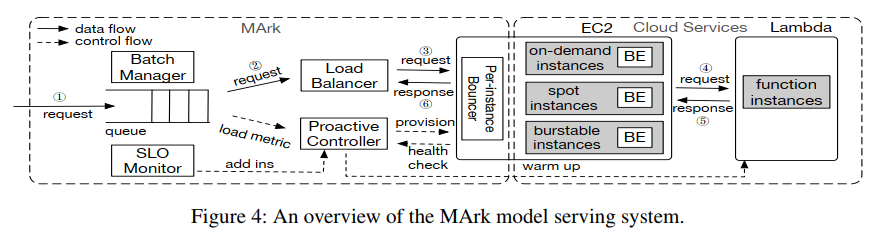 data flow
control flow
MArk
EC2
Cloud Services
Lambda
Batch
Manager
①
request
queue
SLO
Monitor
②
request
load metric
add ins
Load
Balancer
Proactive
Controller
③
request
response
⑥
provision
health
check
Per-instance
Bouncer
on-demand
instances
BE
spot
instances
BE
burstable
instances
BE
④
request
response
⑤
function
instances
warm up
Figure 4: An overview of the MArk model serving system.